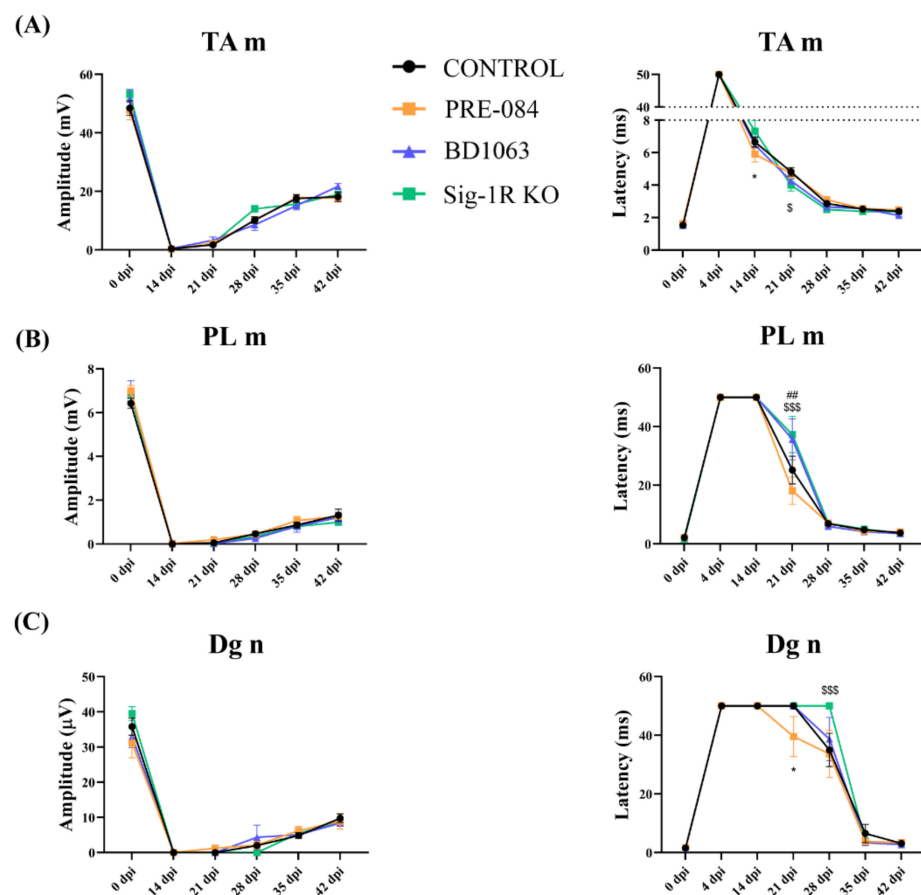 (A)
TA m
Amplitude (mV)
60
40
20
0
0 dpi
14 dpi
21 dpi
28 dpi
35 dpi
42 dpi
CONTROL
PRE-084
BD1063
Sig-1R KO
TA m
Latency (ms)
50
40
8
6
4
2
0
*
$
0 dpi
4 dpi
14 dpi
21 dpi
28 dpi
35 dpi
42 dpi
(B)
PL m
Amplitude (mV)
8
6
4
2
0
0 dpi
14 dpi
21 dpi
28 dpi
35 dpi
42 dpi
PL m
Latency (ms)
60
40
20
0
##
$$$
0 dpi
4 dpi
14 dpi
21 dpi
28 dpi
35 dpi
42 dpi
(C)
Dg n
Amplitude (μV)
50
40
30
20
10
0
0 dpi
14 dpi
21 dpi
28 dpi
35 dpi
42 dpi
Dg n
Latency (ms)
60
40
20
0
$$$
*
0 dpi
4 dpi
14 dpi
21 dpi
28 dpi
35 dpi
42 dpi